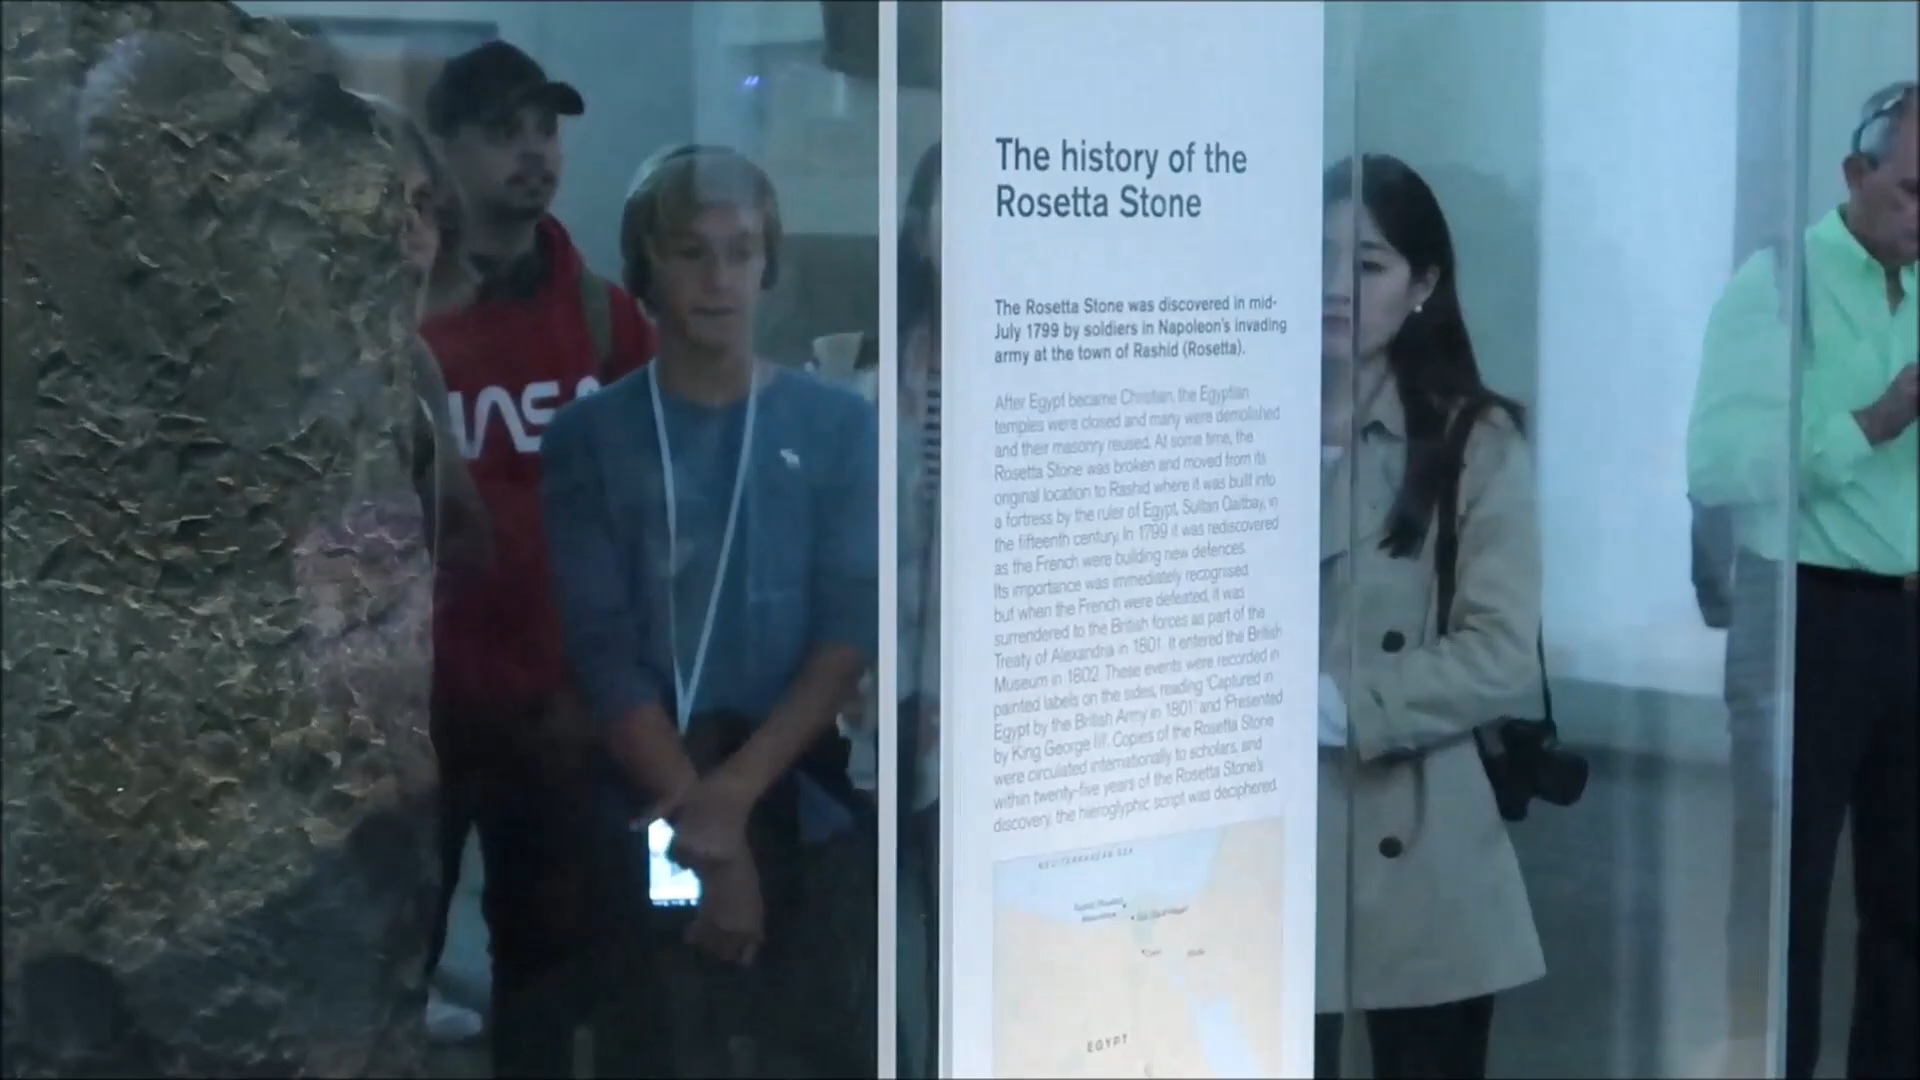 NASA
The history of the
Rosetta Stone
The Rosetta Stone was discovered in mid-
July 1799 by soldiers in Napoleon's invading
army at the town of Rashid (Rosetta).
After Egypt became Christian, the Egyptian
temples were closed and many were demolished
and their masonry reused. At some time, the
Rosetta Stone was broken and moved from its
original location to Rashid where it was built into
a fortress by the ruler of Egypt, Sultan Qaitbay, in
the fifteenth century. In 1799 it was rediscovered
as the French were building new defences.
Its importance was immediately recognised
but when the French were defeated, it was
surrendered to the British forces as part of the
Treaty of Alexandria in 1801. It entered the British
Museum in 1802. These events were recorded in
painted labels on the sides, reading 'Captured in
Egypt by the British Army in 1801' and 'Presented
by King George III'. Copies of the Rosetta Stone
were circulated internationally to scholars, and
within twenty-five years of the Rosetta Stone's
discovery, the hieroglyphic script was deciphered.
MEDITERRANEAN SEA
EGYPT